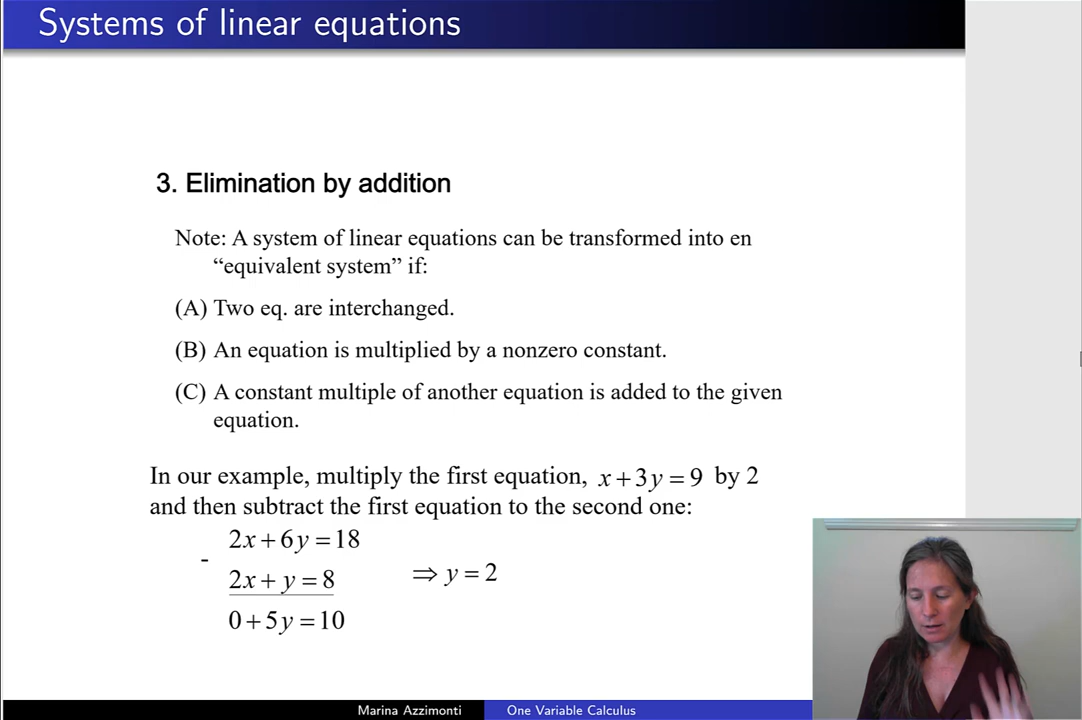 Systems of linear equations
3. Elimination by addition
Note: A system of linear equations can be transformed into en
“equivalent system” if:
(A) Two eq. are interchanged.
(B) An equation is multiplied by a nonzero constant.
(C) A constant multiple of another equation is added to the given
equation.
In our example, multiply the first equation, x + 3y = 9 by 2
and then subtract the first equation to the second one:
2x + 6y = 18
-
2x + y = 8
⇒ y = 2
0 + 5y = 10
Marina Azzimonti One Variable Calculus